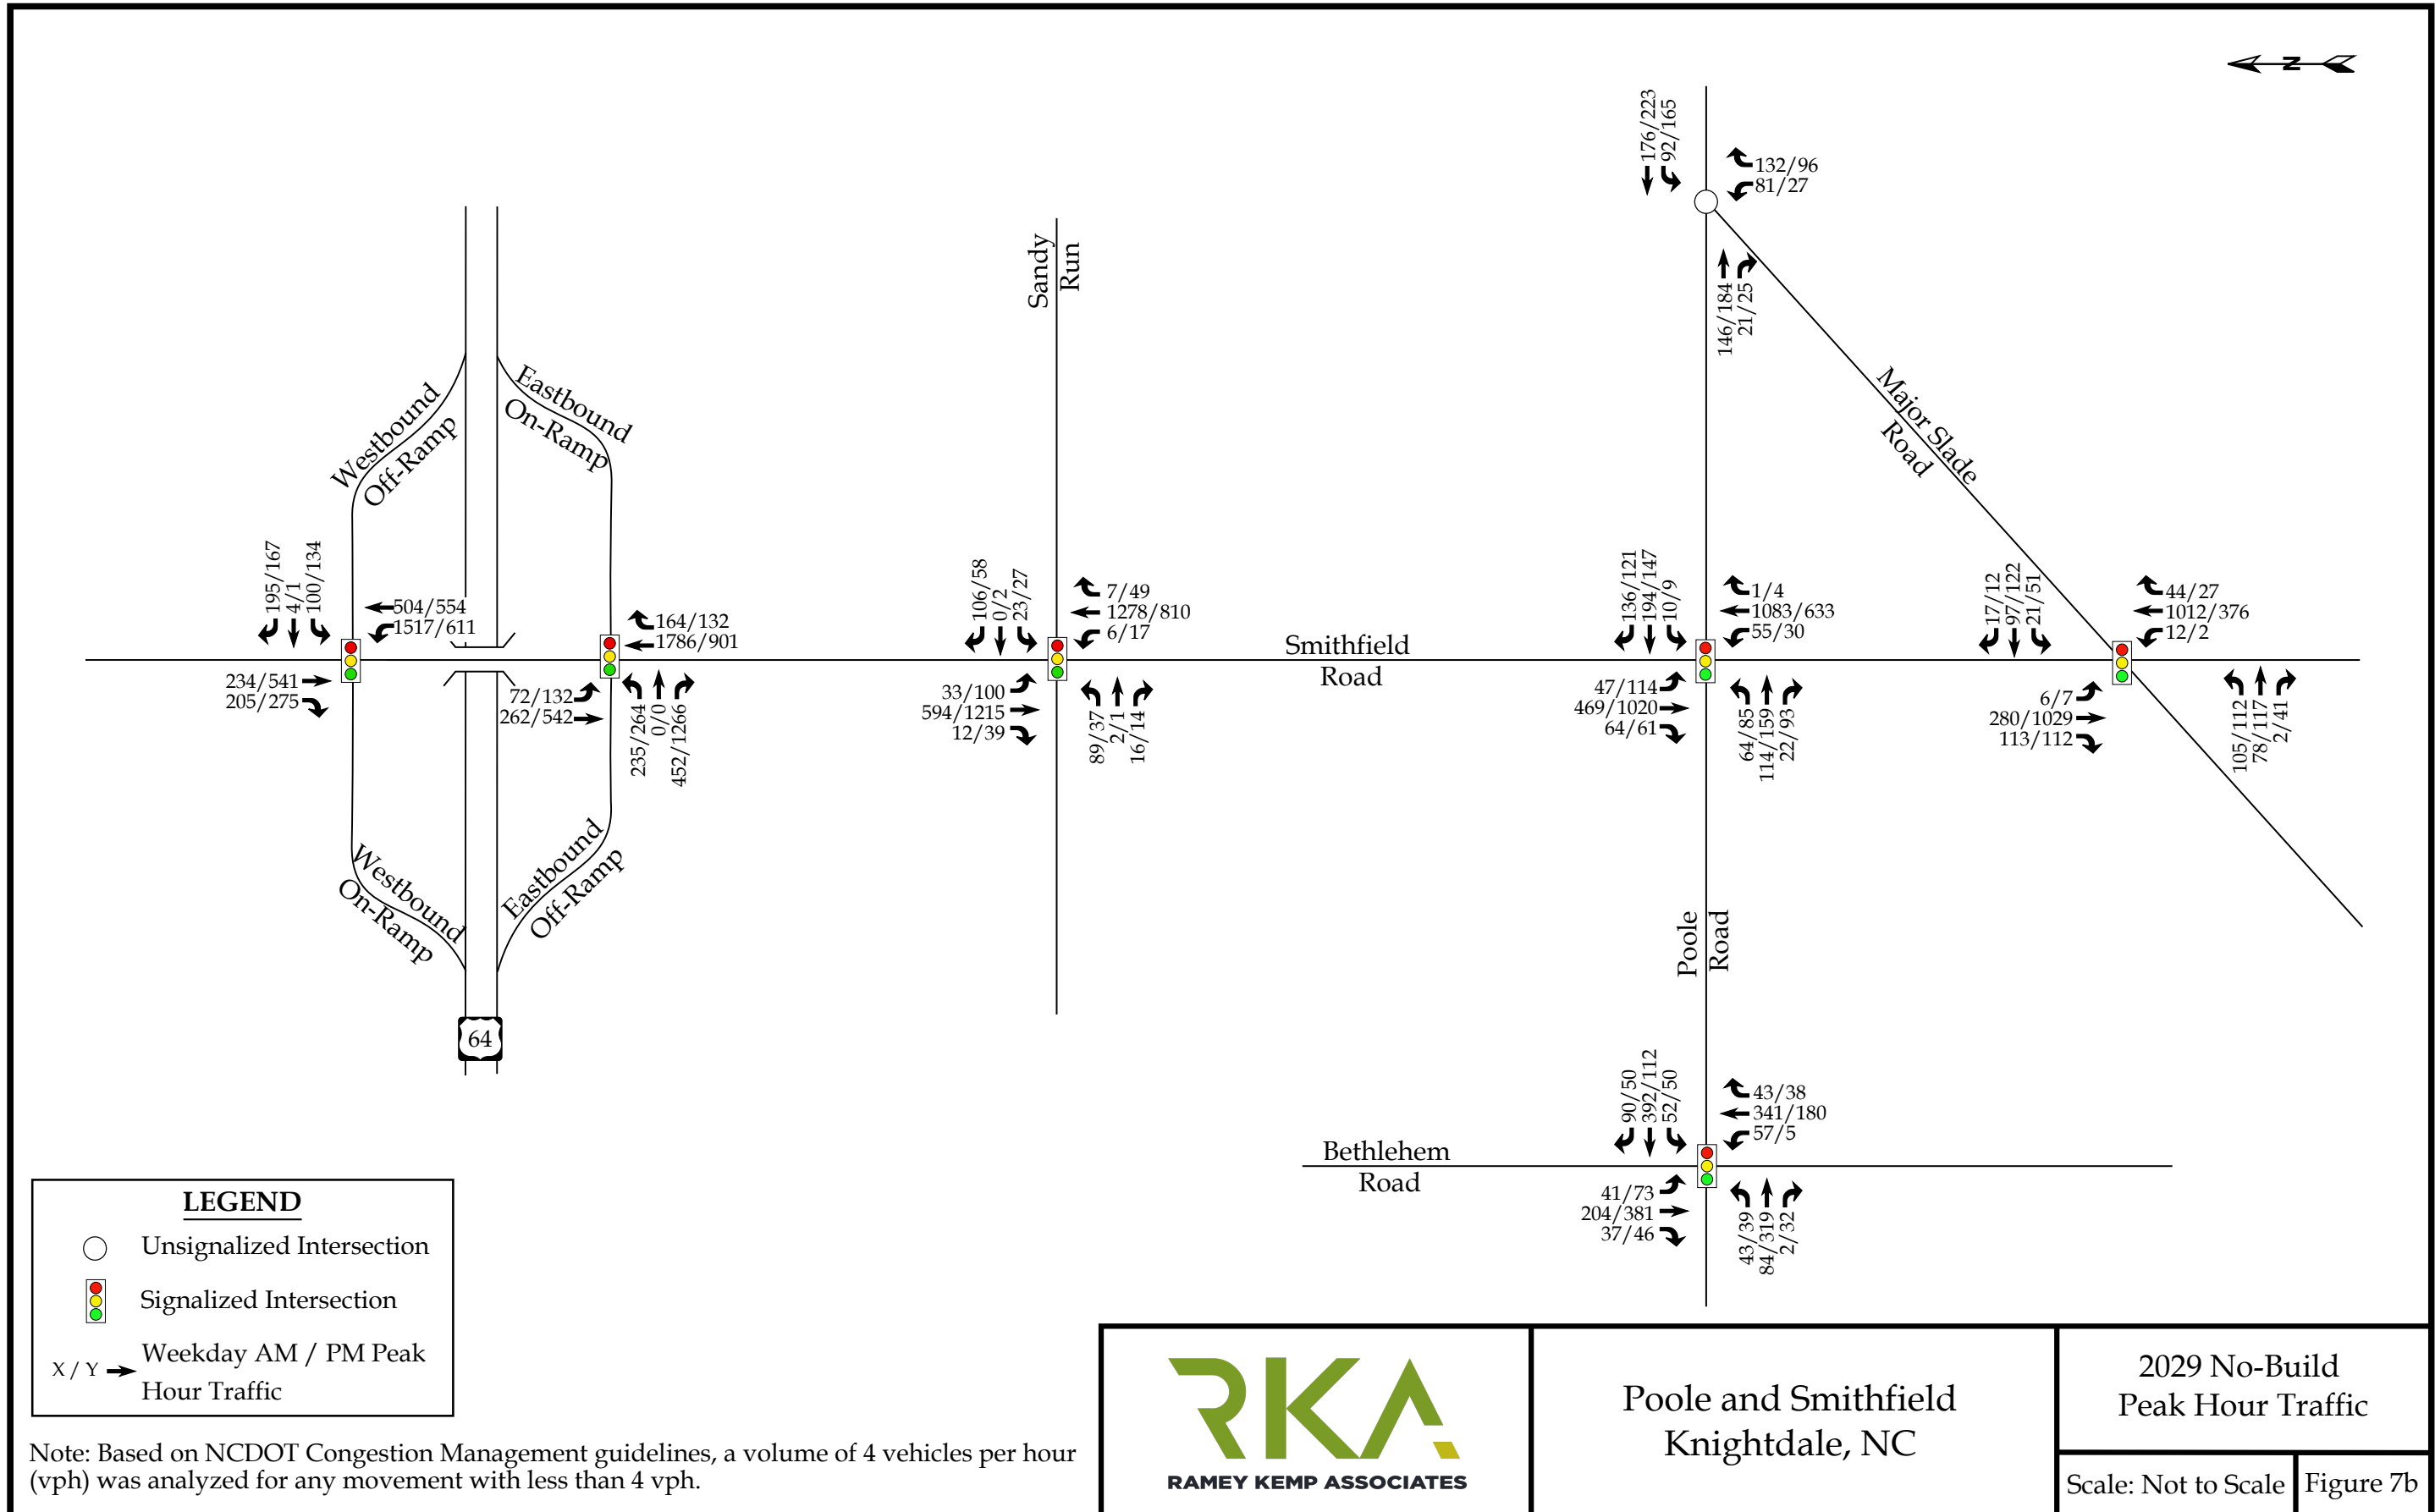 N
176/223
92/165
132/96
81/27
146/184
21/25
Sandy
Run
Major Slade
Road
Westbound
Off-Ramp
Eastbound
On-Ramp
195/167
4/1
100/134
504/554
1517/611
234/541
205/275
164/132
1786/901
72/132
262/542
235/264
0/0
452/1266
106/58
0/2
23/27
7/49
1278/810
6/17
33/100
594/1215
12/39
89/37
2/1
16/14
Smithfield
Road
136/121
194/147
10/9
1/4
1083/633
55/30
47/114
469/1020
64/61
64/85
114/159
22/93
17/12
97/122
21/51
44/27
1012/376
12/2
6/7
280/1029
113/112
105/112
78/117
2/41
Westbound
On-Ramp
Eastbound
Off-Ramp
64
Poole
Road
Bethlehem
Road
90/50
392/112
52/50
43/38
341/180
57/5
41/73
204/381
37/46
43/39
84/319
2/32
LEGEND
Unsignalized Intersection
Signalized Intersection
X / Y
Weekday AM / PM Peak
Hour Traffic
Note: Based on NCDOT Congestion Management guidelines, a volume of 4 vehicles per hour
(vph) was analyzed for any movement with less than 4 vph.
RKA
RAMEY KEMP ASSOCIATES
Poole and Smithfield
Knightdale, NC
2029 No-Build
Peak Hour Traffic
Scale: Not to Scale
Figure 7b